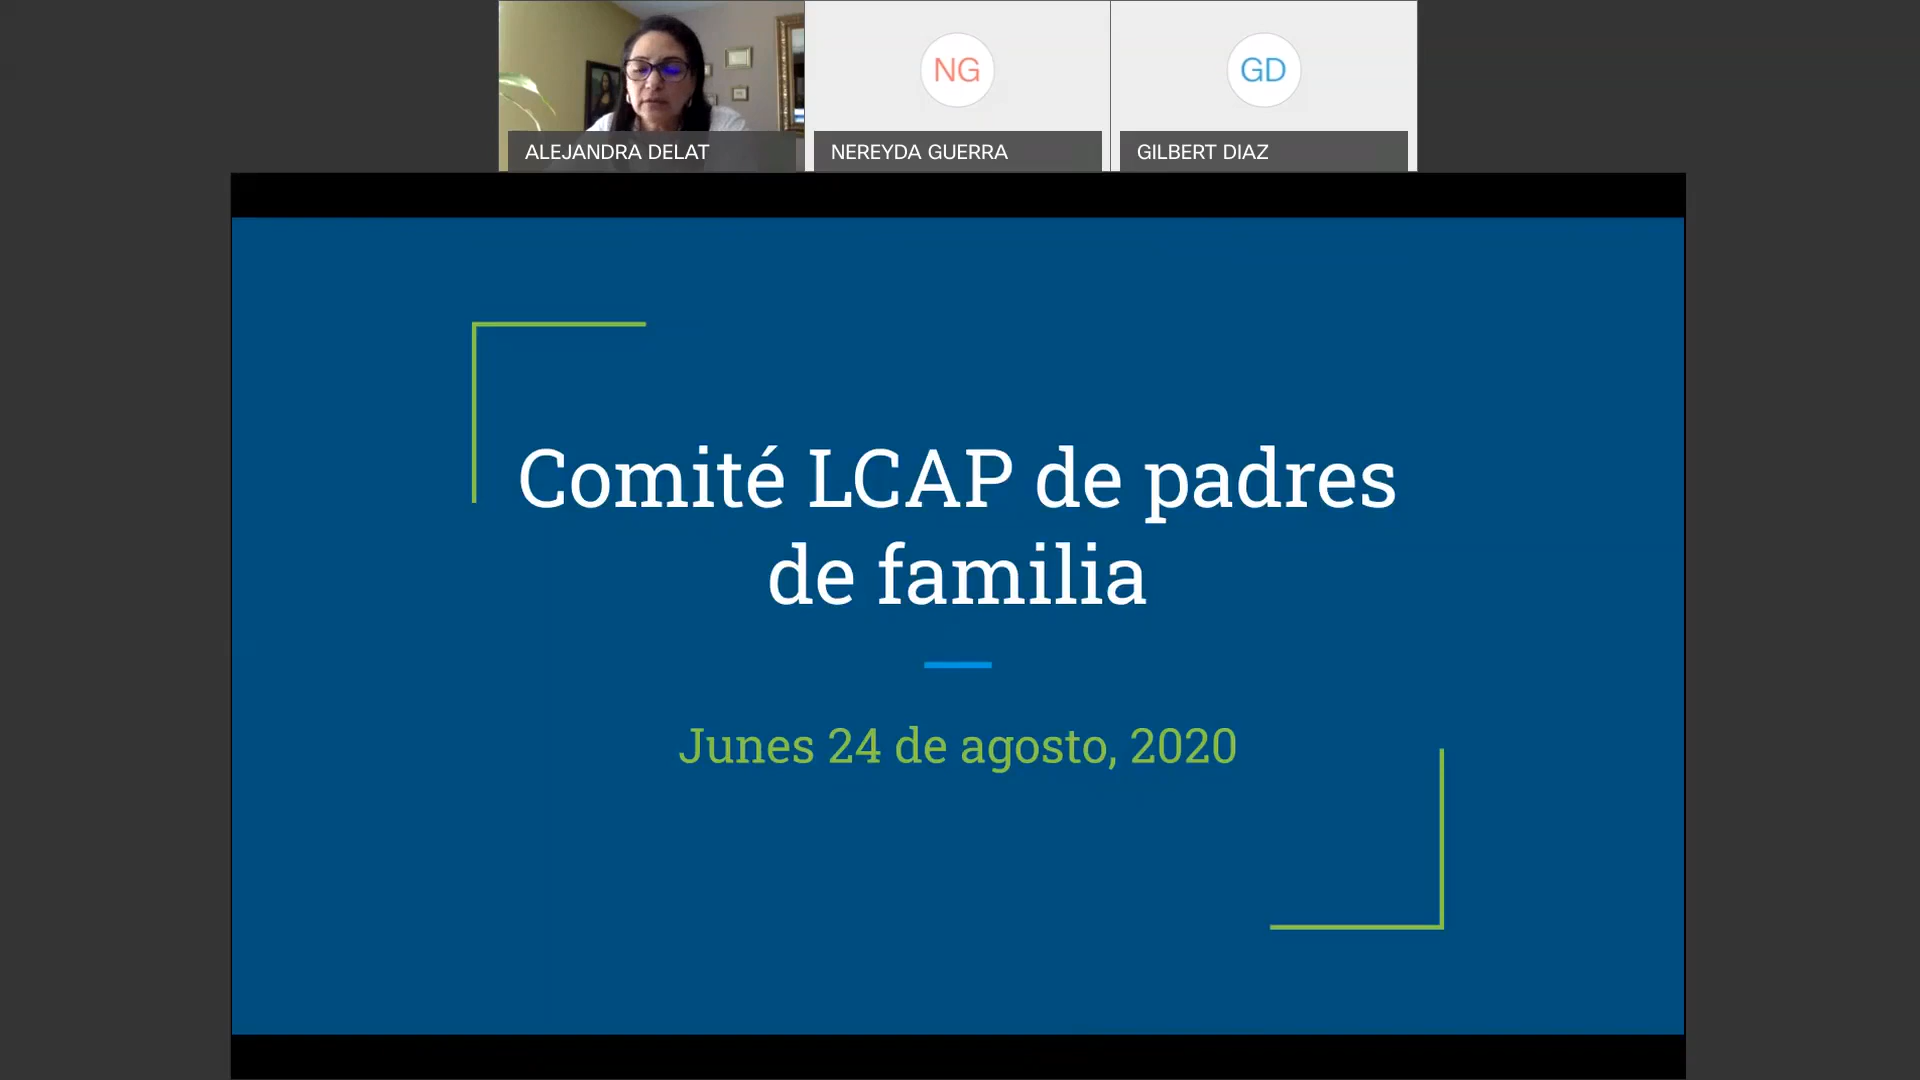 NG
GD
ALEJANDRA DELAT
NEREYDA GUERRA
GILBERT DIAZ
Comité LCAP de padres
de familia
Junes 24 de agosto, 2020